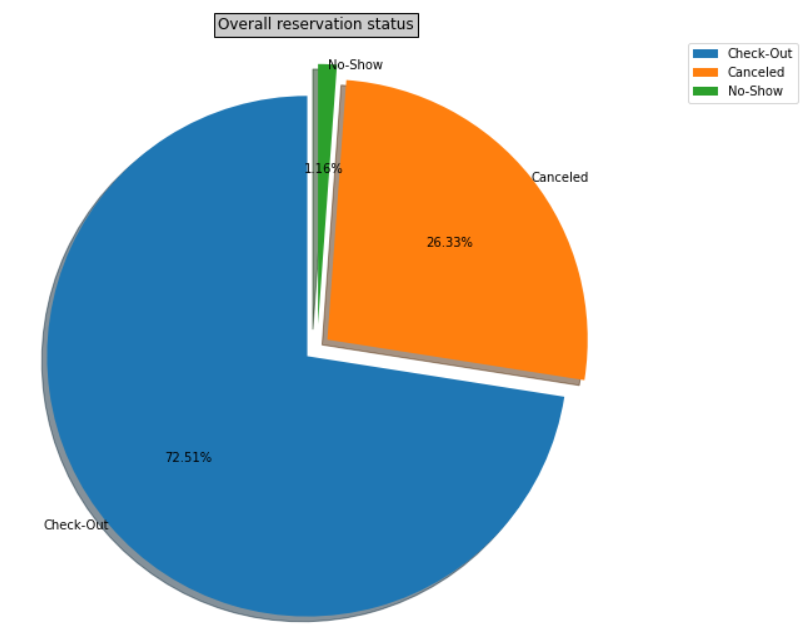 Overall reservation status
No-Show
Check-Out
Canceled
No-Show
1.16%
Canceled
26.33%
72.51%
Check-Out